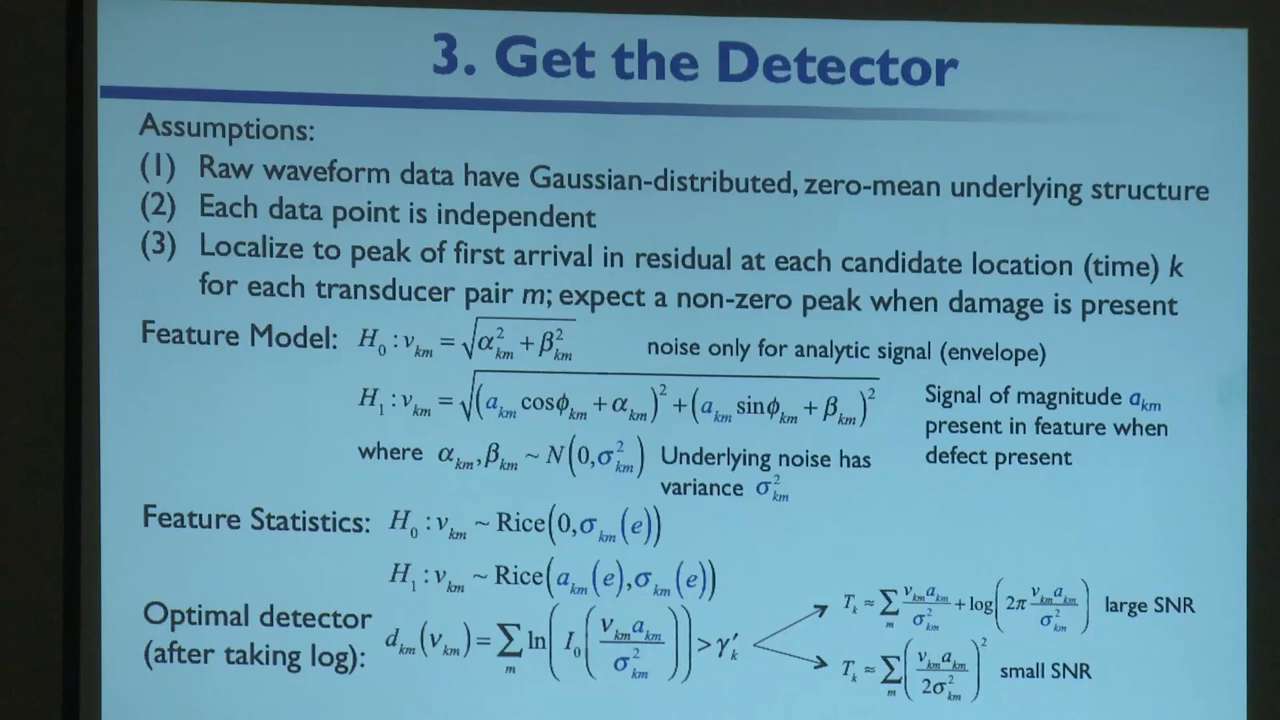 3. Get the Detector
Assumptions:
(1) Raw waveform data have Gaussian-distributed, zero-mean underlying structure
(2) Each data point is independent
(3) Localize to peak of first arrival in residual at each candidate location (time) k
for each transducer pair m; expect a non-zero peak when damage is present
Feature Model: H₀ : v_km = √(α²_km + β²_km) noise only for analytic signal (envelope)
H₁ : v_km = √((a_km cosϕ_km + α_km)² + (a_km sinϕ_km + β_km)²)
Signal of magnitude a_km
present in feature when
defect present
where α_km, β_km ~ N(0, σ²_km) Underlying noise has
variance σ²_km
Feature Statistics: H₀ : v_km ~ Rice(0, σ_km(e))
H₁ : v_km ~ Rice(a_km(e), σ_km(e))
Optimal detector
(after taking log):
d_km(v_km) = ∑_m ln(I₀(v_km a_km / σ²_km)) > γ′_k
T_k ≈ ∑_m v_km a_km / σ²_km + log(2π v_km a_km / σ²_km) large SNR
T_k ≈ ∑_m (v_km a_km / 2σ²_km)² small SNR